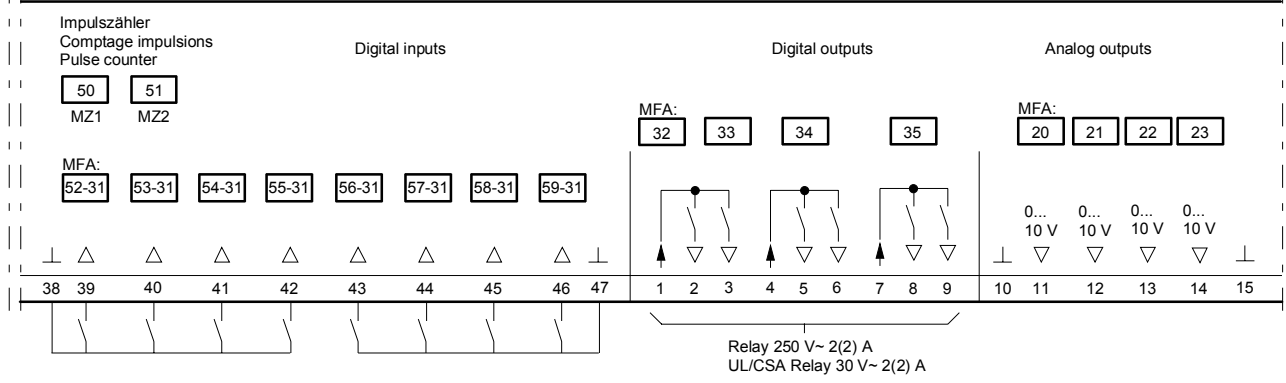 Impulszähler
Comptage impulsions
Pulse counter
Digital inputs
Digital outputs
Analog outputs
50 51
MZ1 MZ2
MFA:
32 33 34 35
MFA:
20 21 22 23
MFA:
52-31 53-31 54-31 55-31 56-31 57-31 58-31 59-31
0... 0... 0... 0...
10 V 10 V 10 V 10 V
38 39 40 41 42 43 44 45 46 47 1 2 3 4 5 6 7 8 9 10 11 12 13 14 15
Relay 250 V~ 2(2) A
UL/CSA Relay 30 V~ 2(2) A